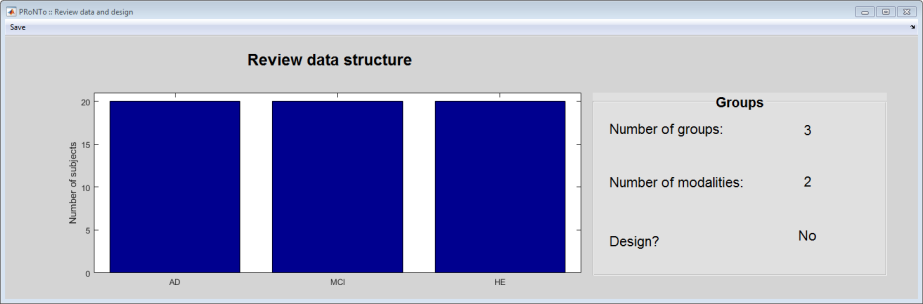 PRoNTo :: Review data and design
Save
Review data structure
Number of subjects
20
15
10
5
0
AD
MCI
HE
Groups
Number of groups: 3
Number of modalities: 2
Design? No